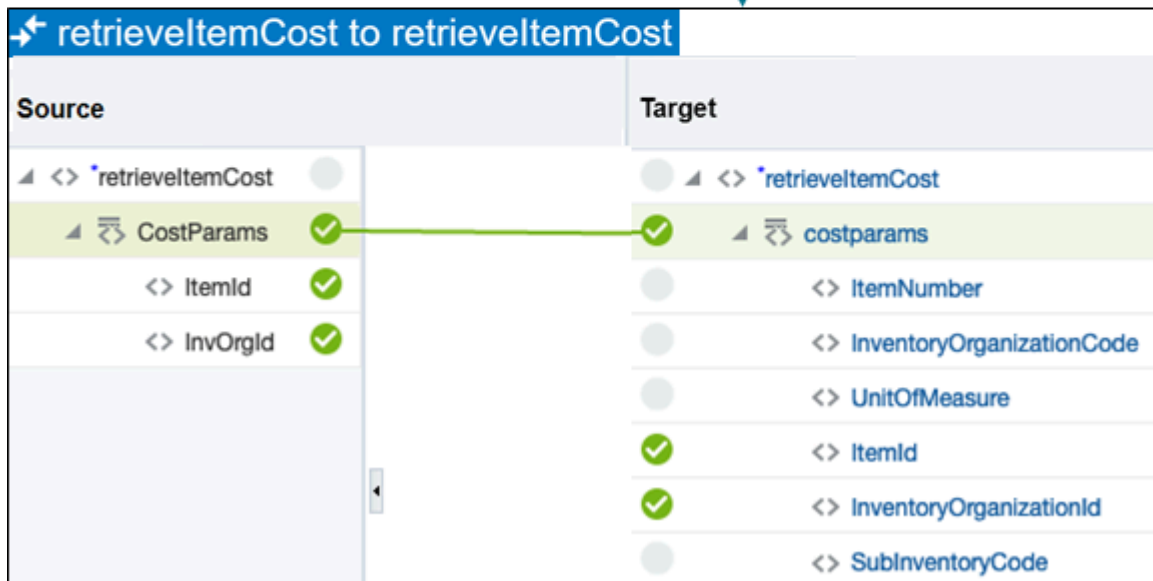 retrieveItemCost to retrieveItemCost
Source
Target
<> *retrieveItemCost
<> *retrieveItemCost
<> CostParams
<> costparams
<> ItemId
<> ItemNumber
<> InvOrgId
<> InventoryOrganizationCode
<> UnitOfMeasure
<> ItemId
<> InventoryOrganizationId
<> SubInventoryCode